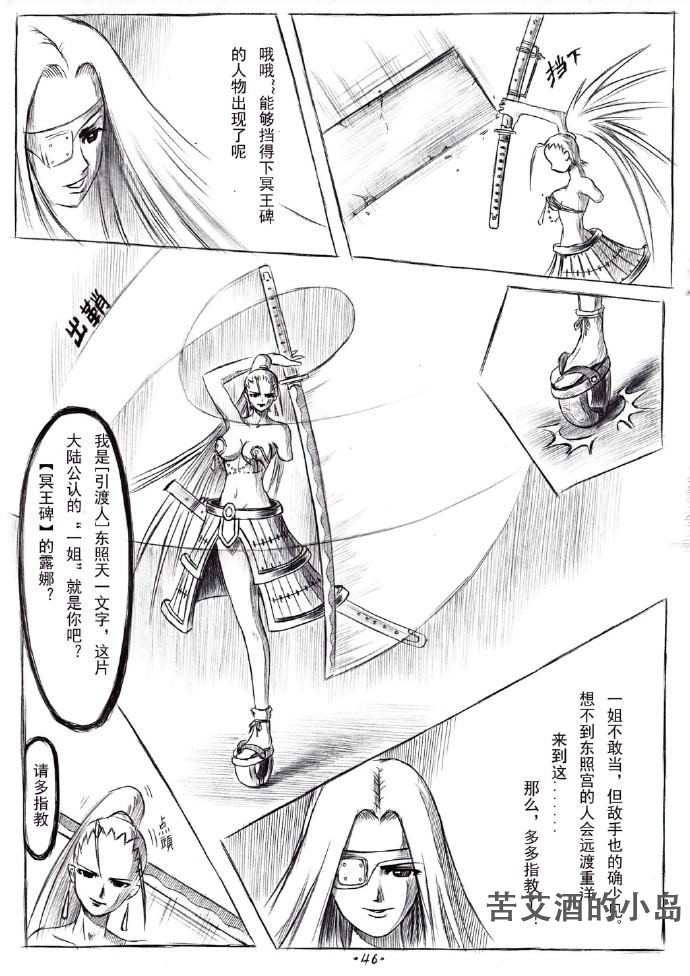 哦哦~~能够挡得下冥王碑
的人物出现了呢
挡下
出鞘
我是[引渡人]东照天一文字，这片
大陆公认的“一姐”就是你吧？
【冥王碑】的露娜？
一姐不敢当，但敌手也的确少见。
想不到东照宫的人会远渡重洋
来到这……
那么，多多指教……
请多指教
点頭
苦艾酒的小岛
·46·